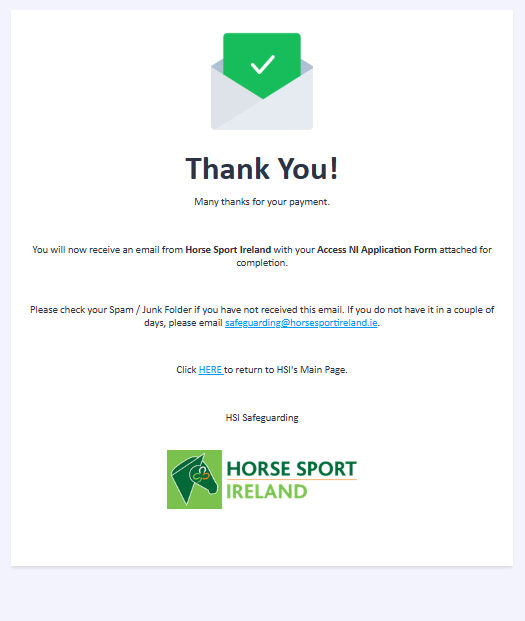 Thank You!
Many thanks for your payment.
You will now receive an email from Horse Sport Ireland with your Access NI Application Form attached for
completion.
Please check your Spam / Junk Folder if you have not received this email. If you do not have it in a couple of
days, please email safeguarding@horsesportireland.ie.
Click HERE to return to HSI's Main Page.
HSI Safeguarding
HORSE SPORT
IRELAND